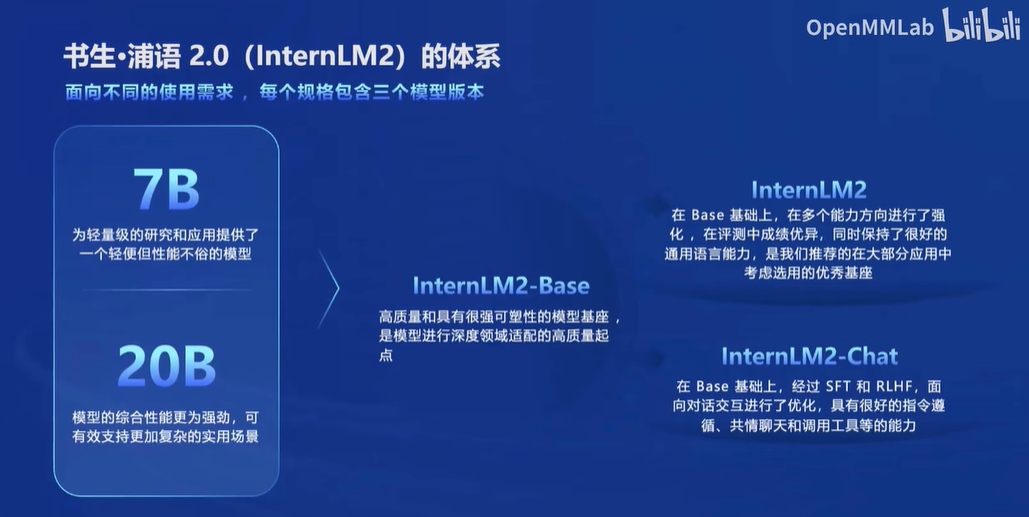 OpenMMLab bilibili
书生·浦语 2.0（InternLM2）的体系
面向不同的使用需求，每个规格包含三个模型版本
7B
为轻量级的研究和应用提供了
一个轻便但性能不俗的模型
20B
模型的综合性能更为强劲，可
有效支持更加复杂的实用场景
InternLM2-Base
高质量和具有很强可塑性的模型基座，
是模型进行深度领域适配的高质量起
点
InternLM2
在 Base 基础上，在多个能力方向进行了强
化，在评测中成绩优异，同时保持了很好的
通用语言能力，是我们推荐的在大部分应用中
考虑选用的优秀基座
InternLM2-Chat
在 Base 基础上，经过 SFT 和 RLHF，面
向对话交互进行了优化，具有很好的指令遵
循、共情聊天和调用工具等的能力